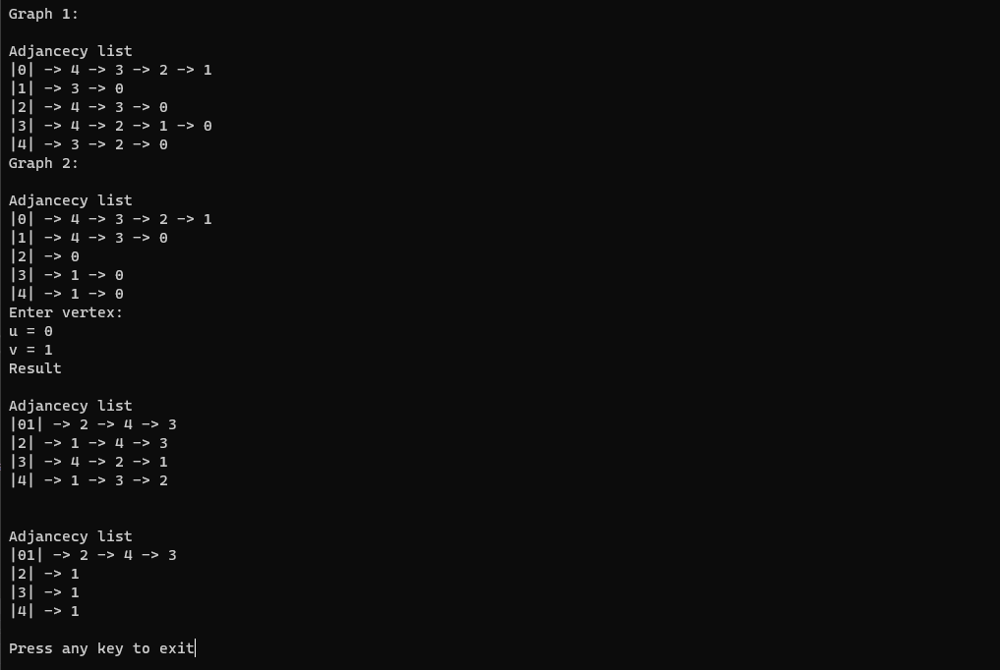 Graph 1:
Adjancecy list
|0| -> 4 -> 3 -> 2 -> 1
|1| -> 3 -> 0
|2| -> 4 -> 3 -> 0
|3| -> 4 -> 2 -> 1 -> 0
|4| -> 3 -> 2 -> 0
Graph 2:
Adjancecy list
|0| -> 4 -> 3 -> 2 -> 1
|1| -> 4 -> 3 -> 0
|2| -> 0
|3| -> 1 -> 0
|4| -> 1 -> 0
Enter vertex:
u = 0
v = 1
Result
Adjancecy list
|01| -> 2 -> 4 -> 3
|2| -> 1 -> 4 -> 3
|3| -> 4 -> 2 -> 1
|4| -> 1 -> 3 -> 2
Adjancecy list
|01| -> 2 -> 4 -> 3
|2| -> 1
|3| -> 1
|4| -> 1
Press any key to exit